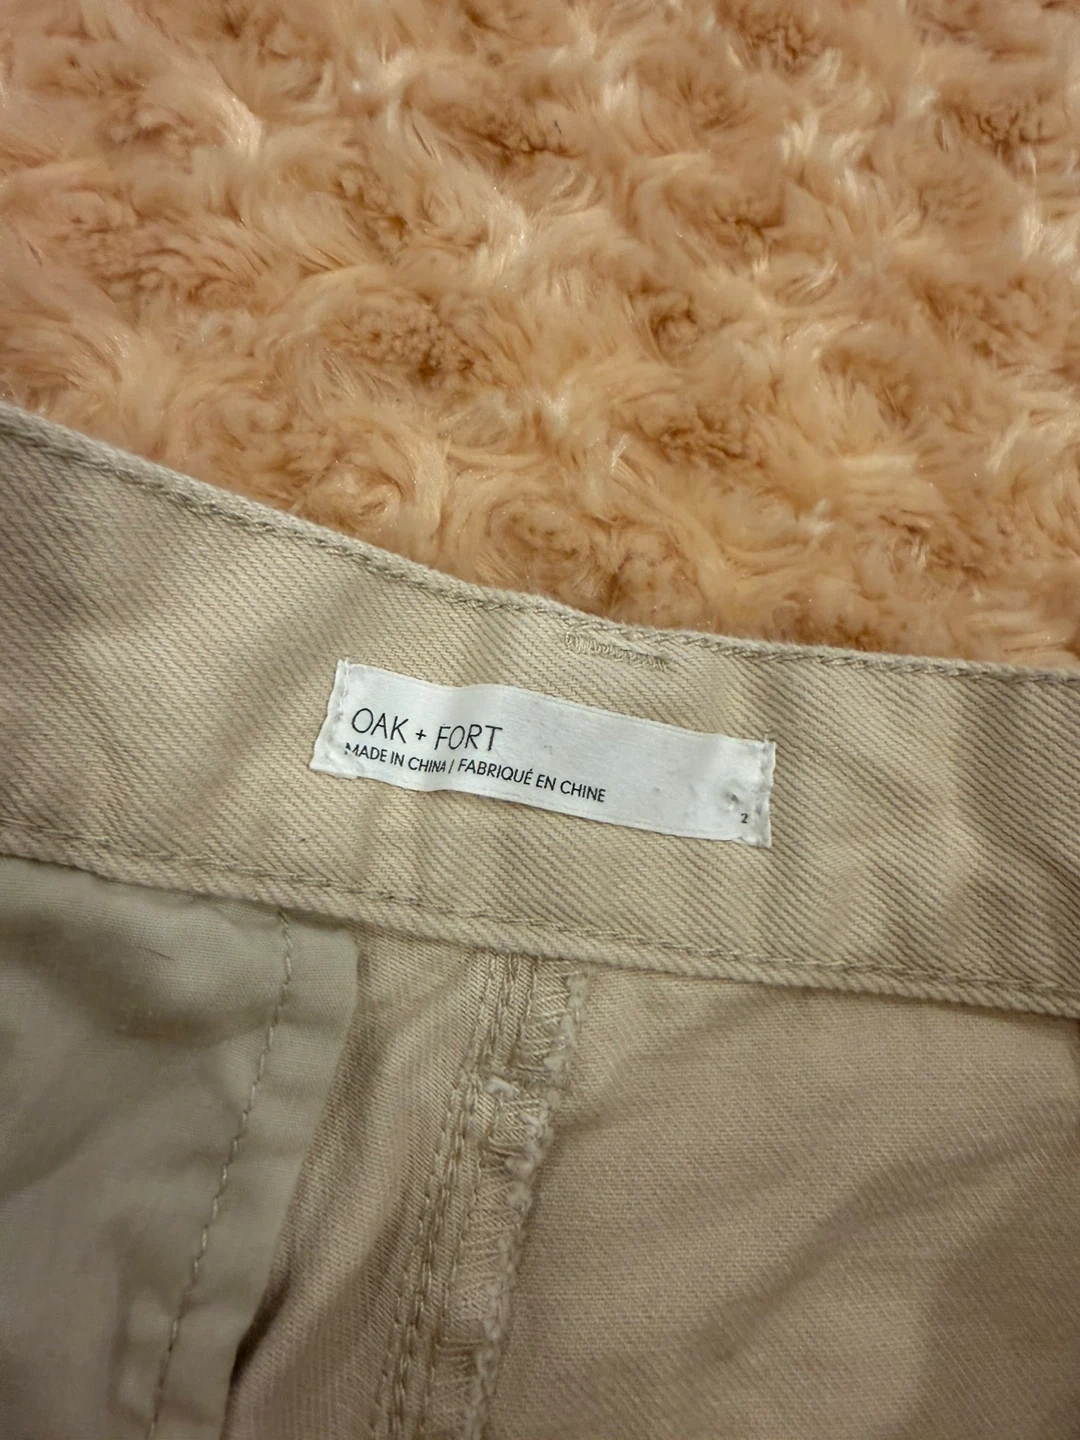 OAK + FORT
MADE IN CHINA / FABRIQUÉ EN CHINE
2